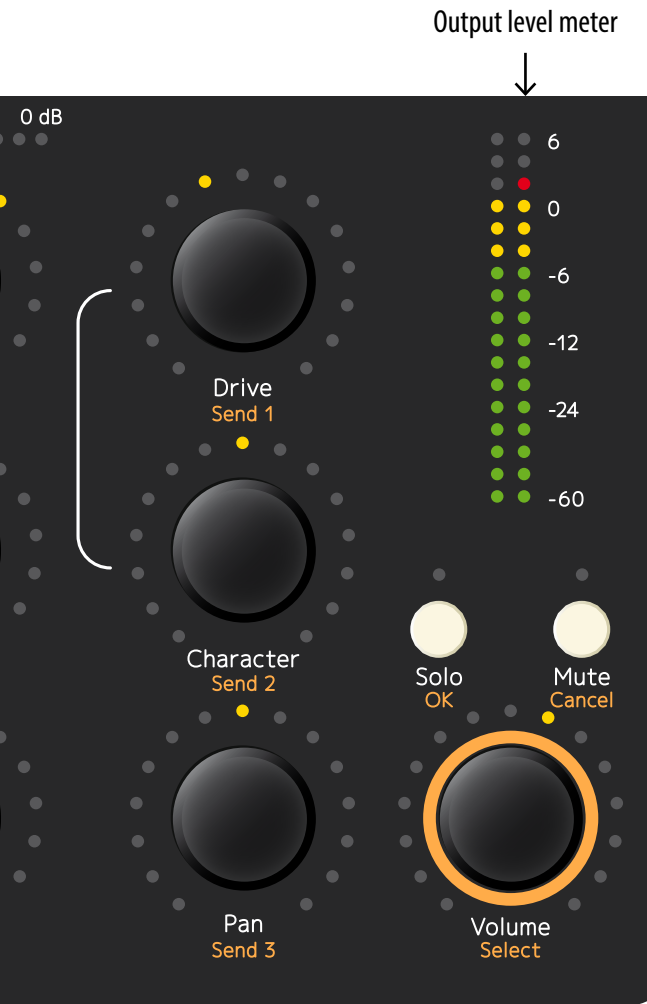 Output level meter
0 dB
6
0
-6
-12
-24
-60
Drive
Send 1
Character
Send 2
Solo
OK
Mute
Cancel
Pan
Send 3
Volume
Select